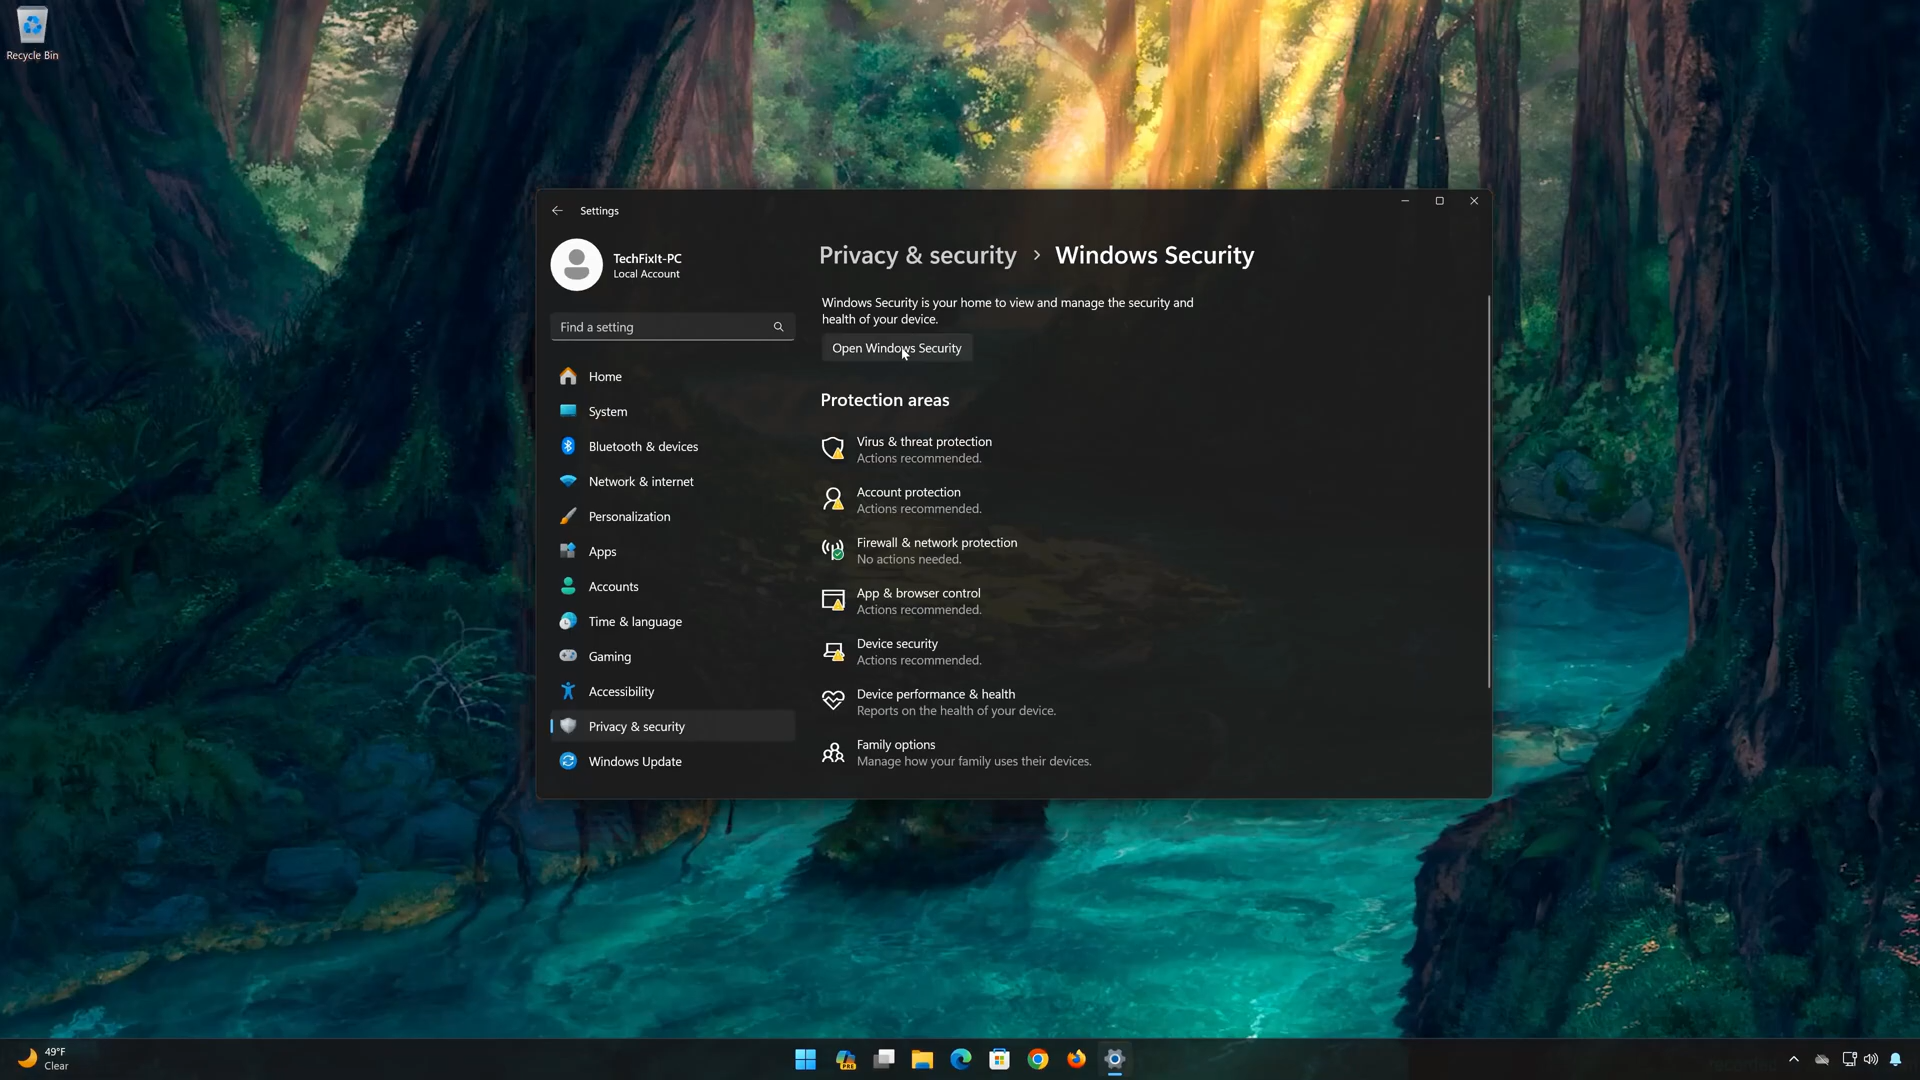 Recycle Bin
Settings
TechFixIt-PC
Local Account
Find a setting
Home
System
Bluetooth & devices
Network & internet
Personalization
Apps
Accounts
Time & language
Gaming
Accessibility
Privacy & security
Windows Update
Privacy & security › Windows Security
Windows Security is your home to view and manage the security and
health of your device.
Open Windows Security
Protection areas
Virus & threat protection
Actions recommended.
Account protection
Actions recommended.
Firewall & network protection
No actions needed.
App & browser control
Actions recommended.
Device security
Actions recommended.
Device performance & health
Reports on the health of your device.
Family options
Manage how your family uses their devices.
49°F
Clear
PRE